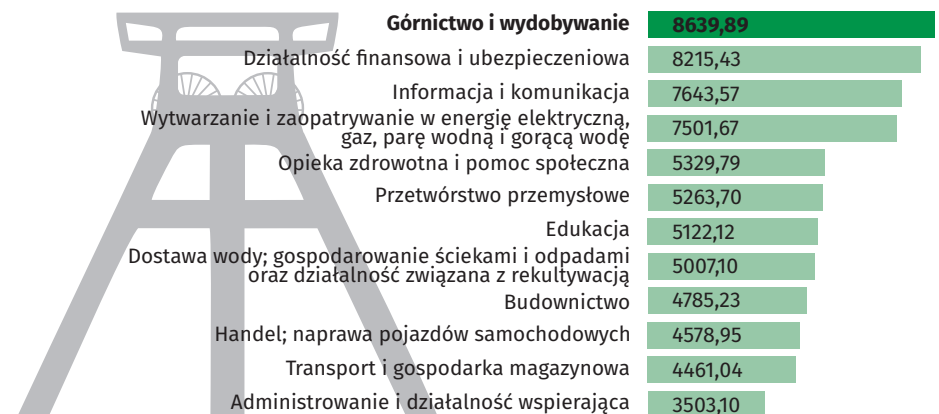 Górnictwo i wydobywanie 8639,89
Działalność finansowa i ubezpieczeniowa 8215,43
Informacja i komunikacja 7643,57
Wytwarzanie i zaopatrywanie w energię elektryczną,
gaz, parę wodną i gorącą wodę 7501,67
Opieka zdrowotna i pomoc społeczna 5329,79
Przetwórstwo przemysłowe 5263,70
Edukacja 5122,12
Dostawa wody; gospodarowanie ściekami i odpadami
oraz działalność związana z rekultywacją 5007,10
Budownictwo 4785,23
Handel; naprawa pojazdów samochodowych 4578,95
Transport i gospodarka magazynowa 4461,04
Administrowanie i działalność wspierająca 3503,10